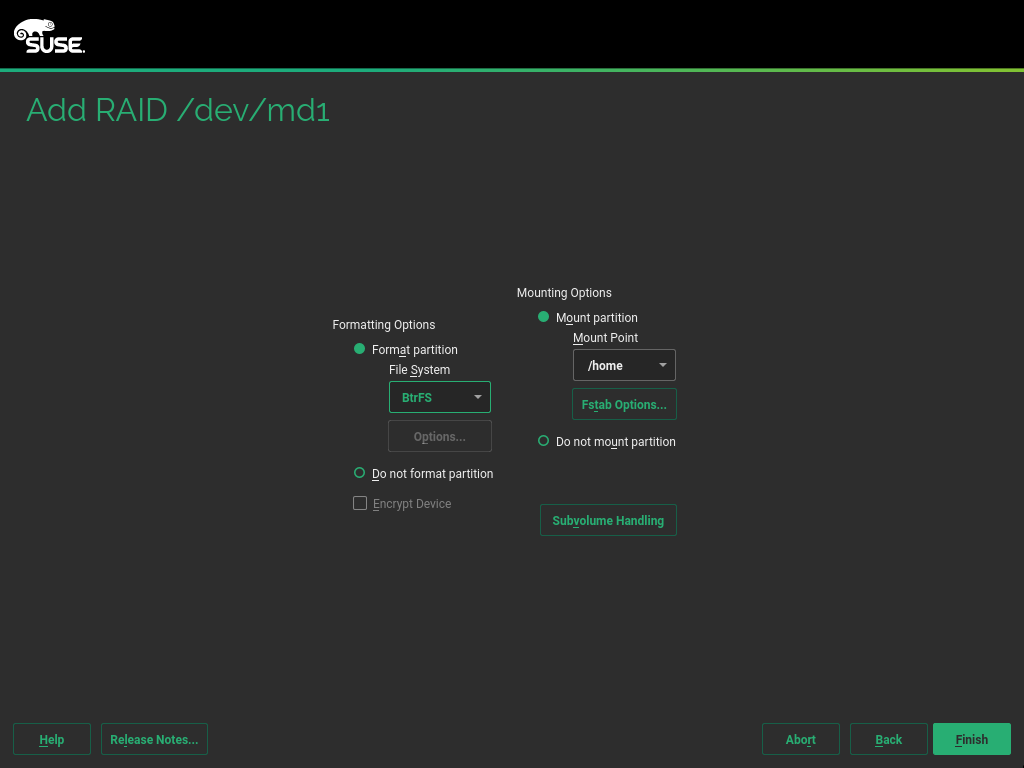 SUSE.
Add RAID /dev/md1
Mounting Options
Mount partition
Mount Point
/home
Fstab Options...
Do not mount partition
Subvolume Handling
Formatting Options
Format partition
File System
BtrFS
Options...
Do not format partition
Encrypt Device
Help
Release Notes...
Abort
Back
Finish